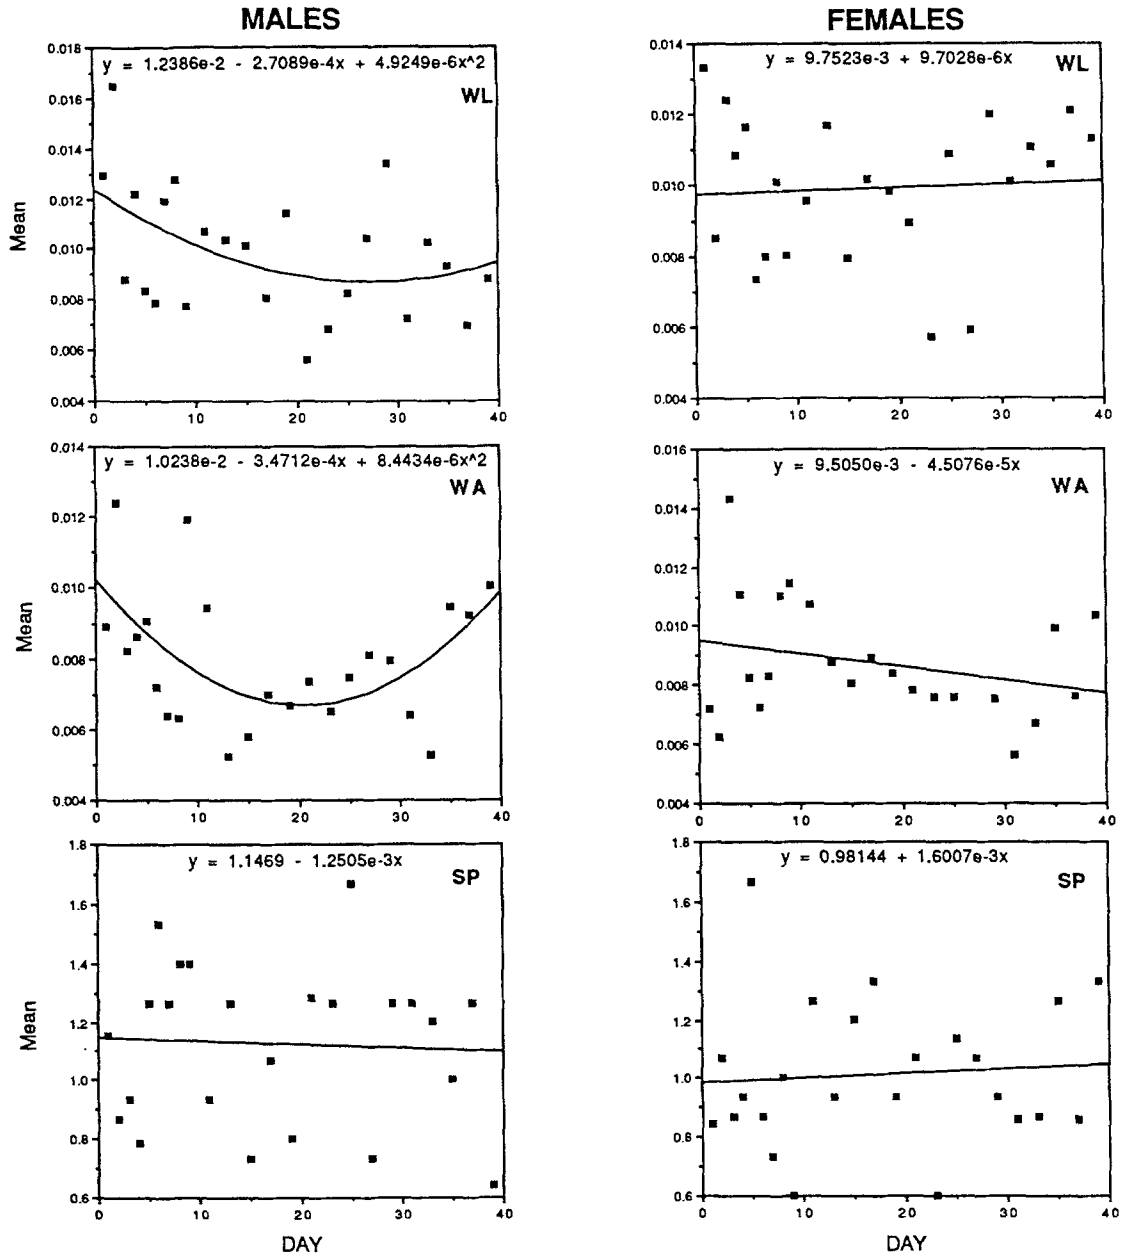 MALES
FEMALES
y = 1.2386e-2 - 2.7089e-4x + 4.9249e-6x^2
WL
Mean
0.018
0.016
0.014
0.012
0.010
0.008
0.006
0.004
0 10 20 30 40
y = 9.7523e-3 + 9.7028e-6x
WL
0.014
0.012
0.010
0.008
0.006
0.004
0 10 20 30 40
y = 1.0238e-2 - 3.4712e-4x + 8.4434e-6x^2
WA
Mean
0.014
0.012
0.010
0.008
0.006
0.004
0 10 20 30 40
y = 9.5050e-3 - 4.5076e-5x
WA
0.016
0.014
0.012
0.010
0.008
0.006
0.004
0 10 20 30 40
y = 1.1469 - 1.2505e-3x
SP
Mean
1.8
1.6
1.4
1.2
1.0
0.8
0.6
0 10 20 30 40
DAY
y = 0.98144 + 1.6007e-3x
SP
1.8
1.6
1.4
1.2
1.0
0.8
0.6
0 10 20 30 40
DAY